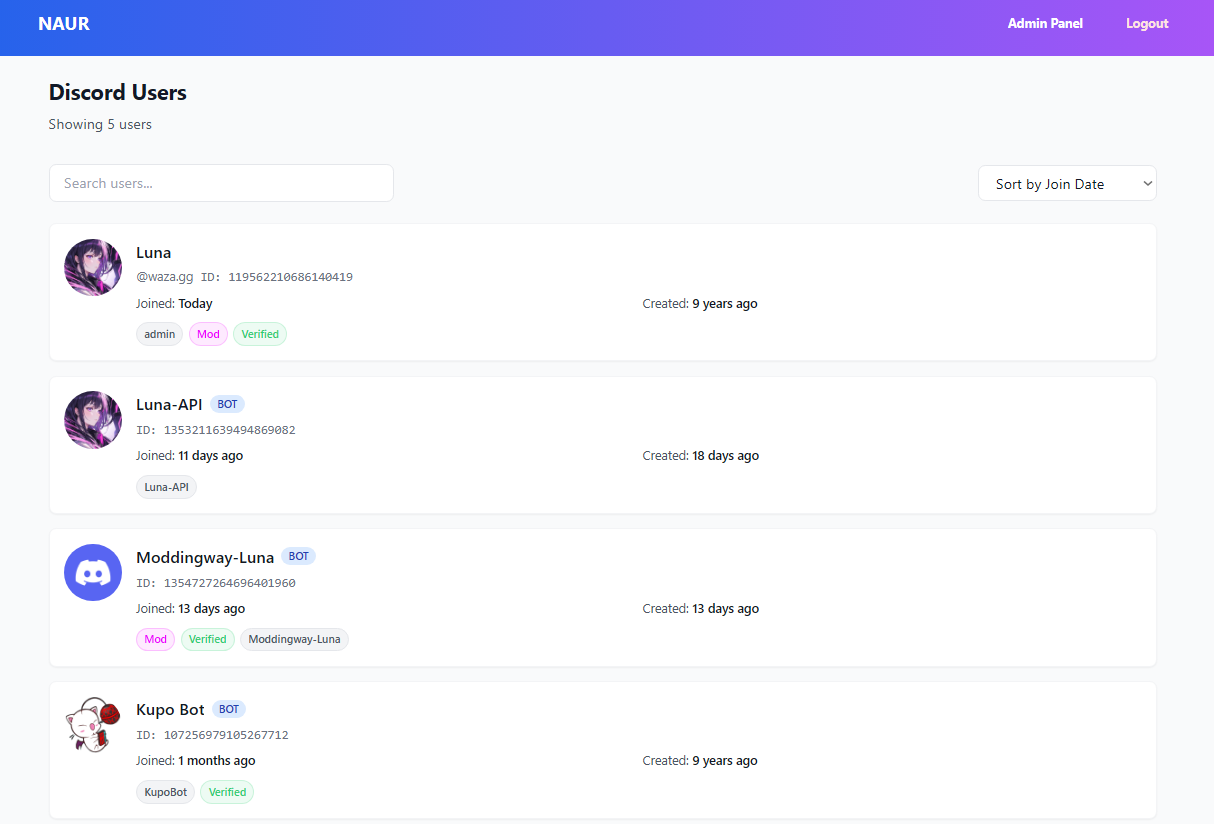 NAUR Admin Panel Logout
Discord Users
Showing 5 users
Search users... Sort by Join Date
Luna
@waza.gg ID: 119562210686140419
Joined: Today Created: 9 years ago
admin Mod Verified
Luna-API BOT
ID: 1353211639494869082
Joined: 11 days ago Created: 18 days ago
Luna-API
Moddingway-Luna BOT
ID: 1354727264696401960
Joined: 13 days ago Created: 13 days ago
Mod Verified Moddingway-Luna
Kupo Bot BOT
ID: 107256979105267712
Joined: 1 months ago Created: 9 years ago
KupoBot Verified